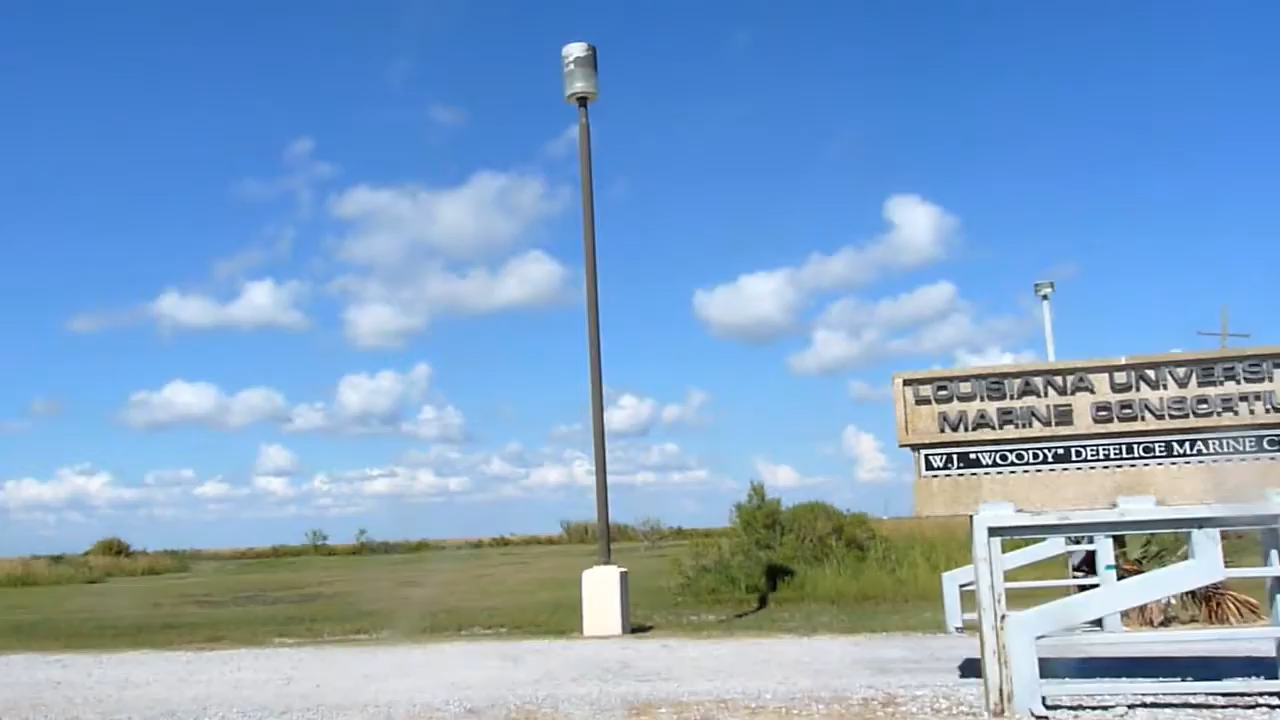 LOUISIANA UNIVERSI
MARINE CONSORTIU
W.J. "WOODY" DEFELICE MARINE C